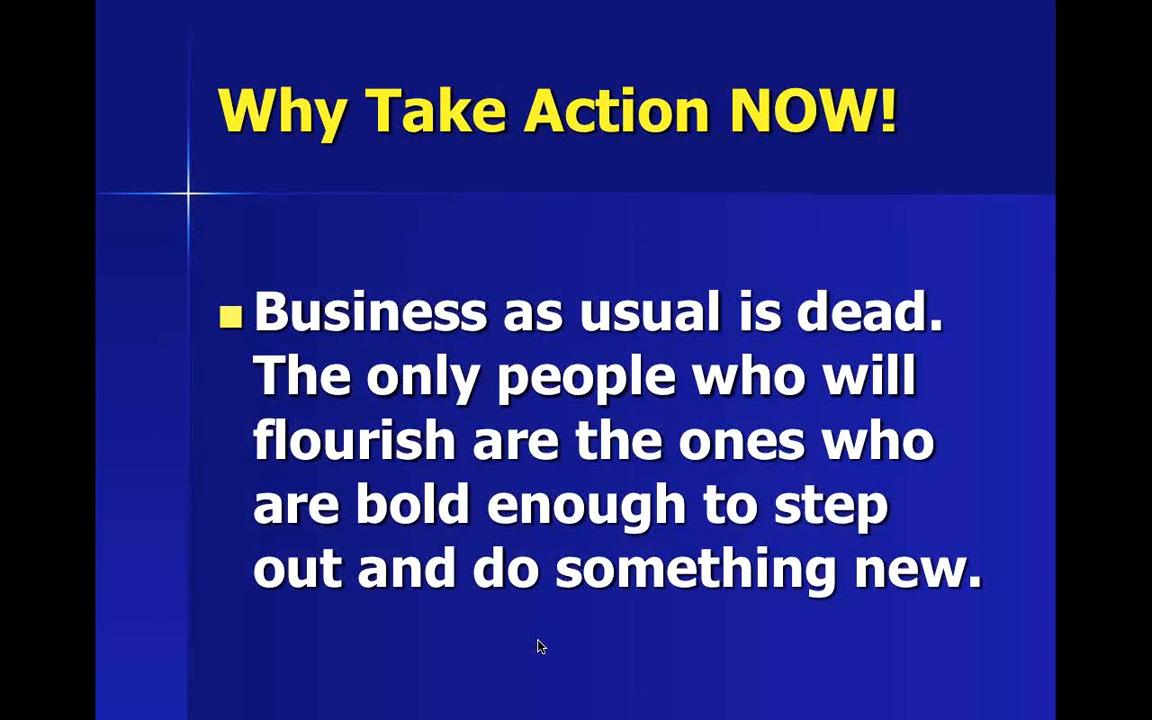 Why Take Action NOW!
Business as usual is dead.
The only people who will
flourish are the ones who
are bold enough to step
out and do something new.